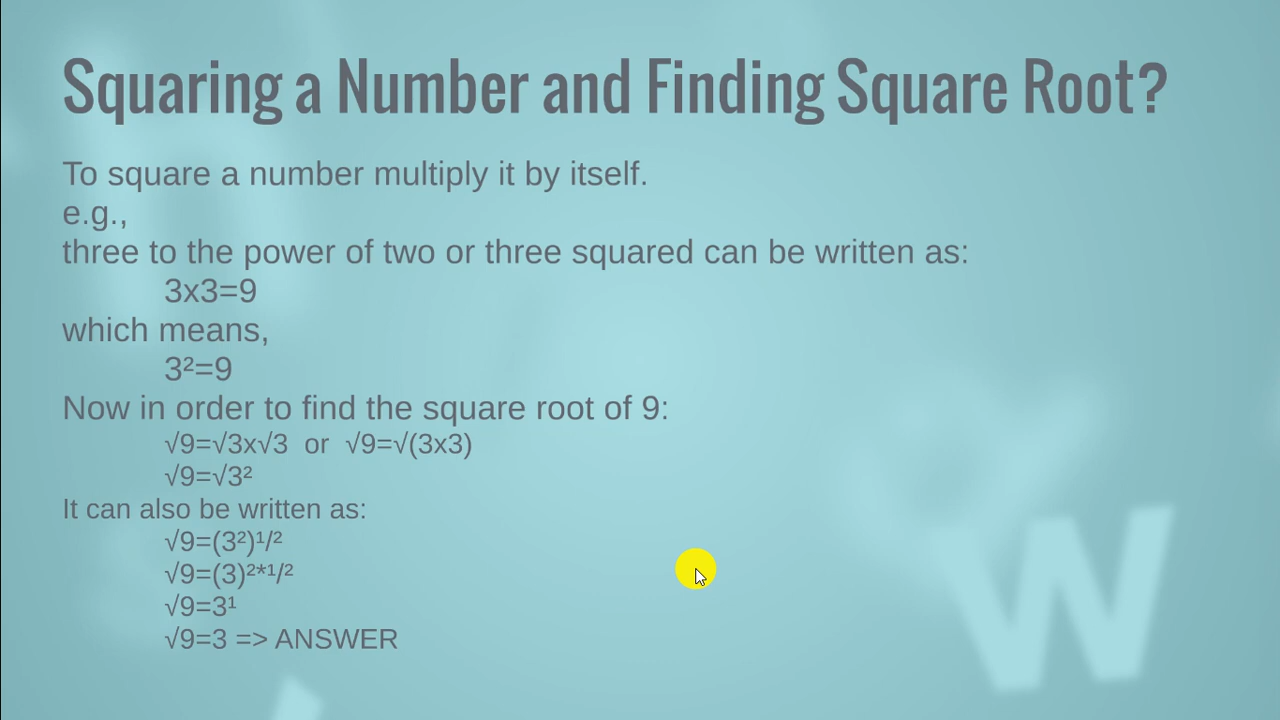 Squaring a Number and Finding Square Root?
To square a number multiply it by itself.
e.g.,
three to the power of two or three squared can be written as:
3x3=9
which means,
3²=9
Now in order to find the square root of 9:
√9=√3x√3 or √9=√(3x3)
√9=√3²
It can also be written as:
√9=(3²)¹/²
√9=(3)²*¹/²
√9=3¹
√9=3 => ANSWER
w